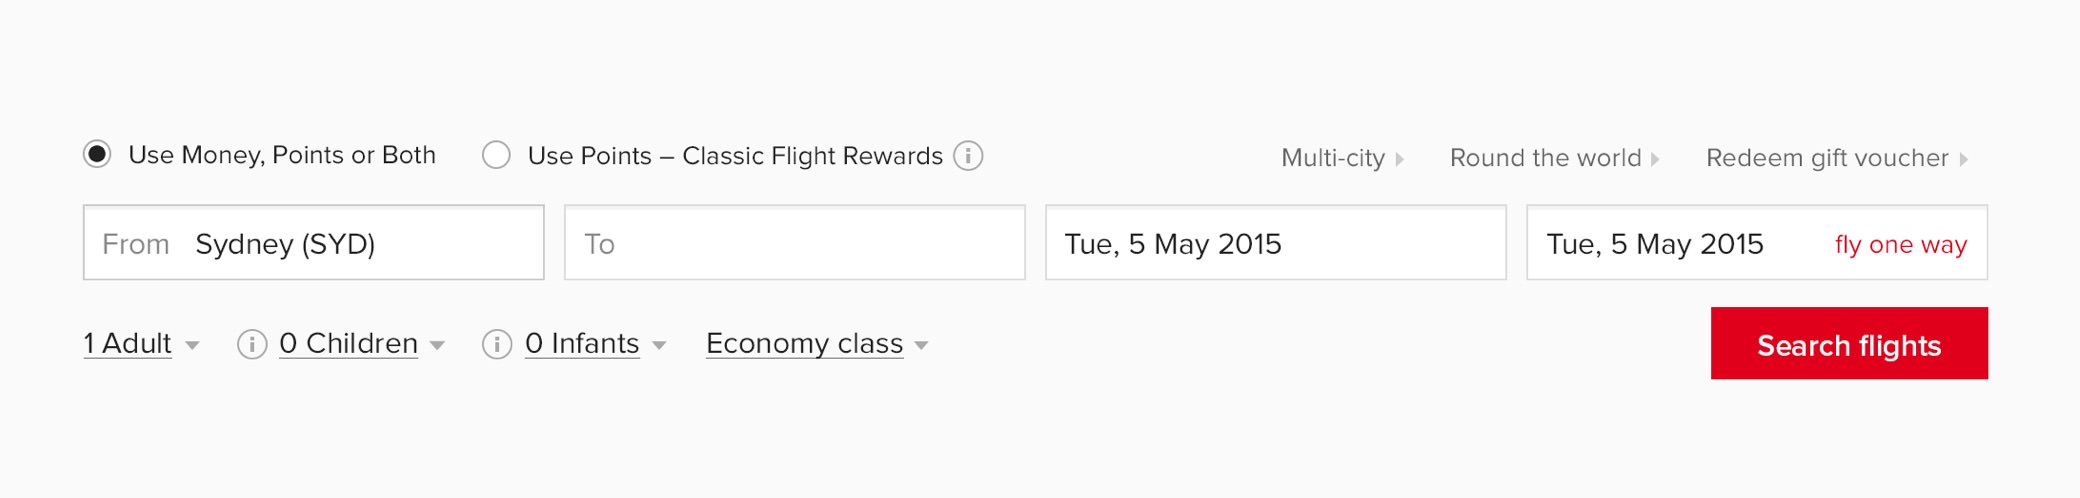 Use Money, Points or Both Use Points – Classic Flight Rewards Multi-city Round the world Redeem gift voucher
From Sydney (SYD) To Tue, 5 May 2015 Tue, 5 May 2015 fly one way
1 Adult 0 Children 0 Infants Economy class Search flights